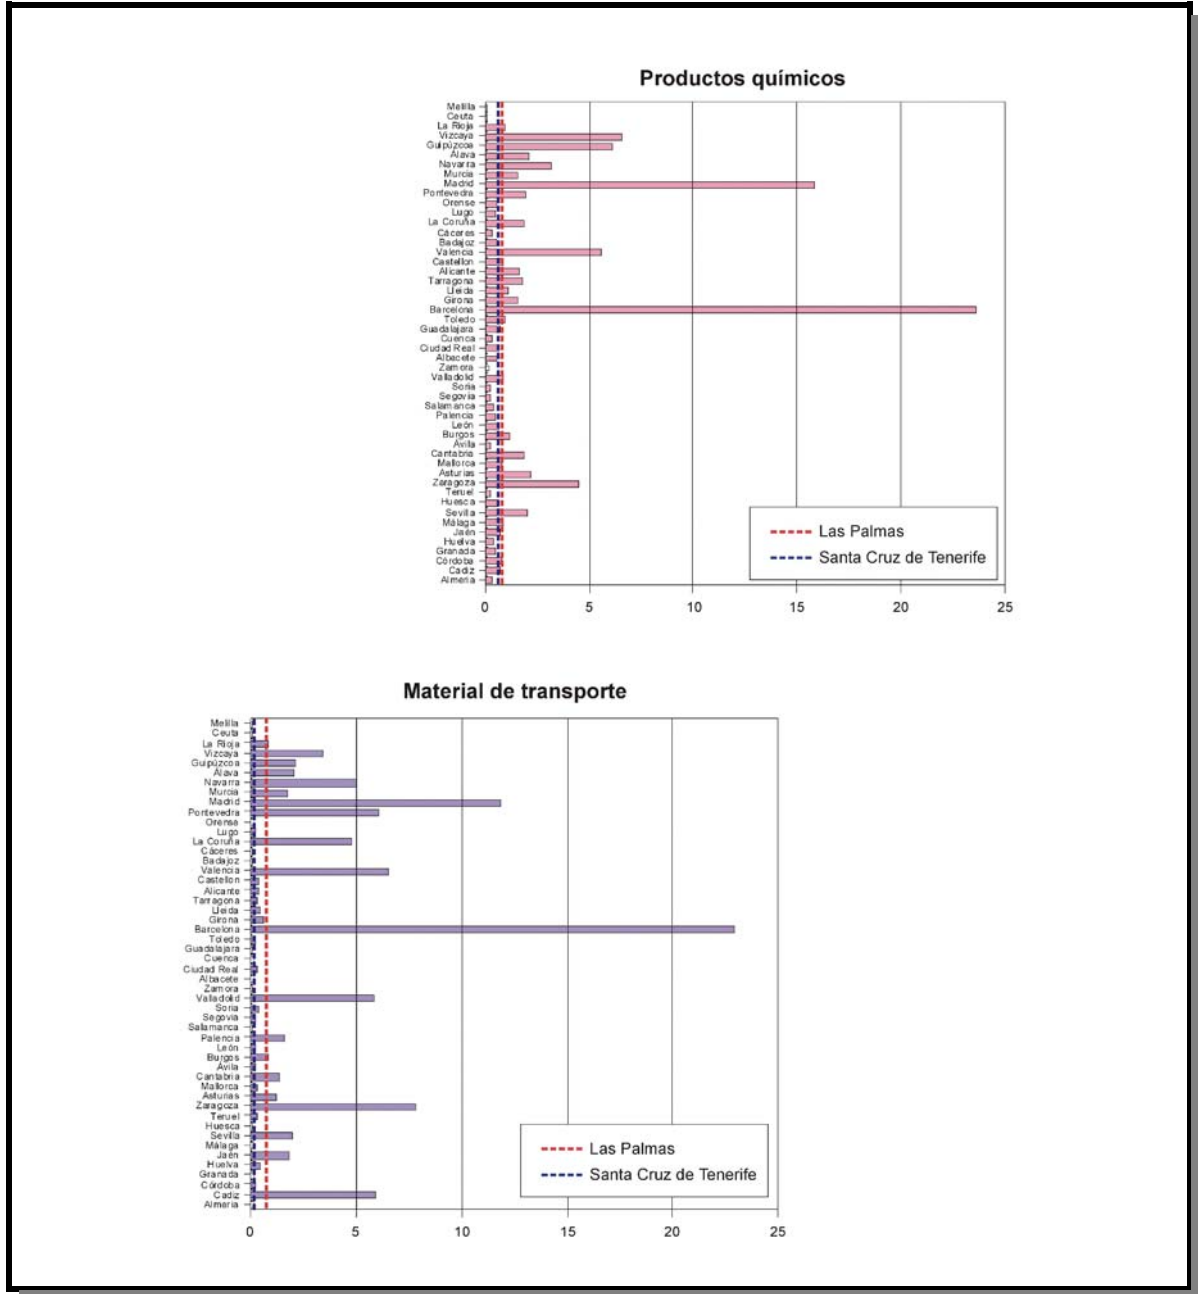 Productos químicos
Melilla
Ceuta
La Rioja
Vizcaya
Guipúzcoa
Álava
Navarra
Murcia
Madrid
Pontevedra
Orense
Lugo
La Coruña
Cáceres
Badajoz
Valencia
Castellon
Alicante
Tarragona
Lleida
Girona
Barcelona
Toledo
Guadalajara
Cuenca
Ciudad Real
Albacete
Zamora
Valladolid
Soria
Segovia
Salamanca
Palencia
León
Burgos
Ávila
Cantabria
Mallorca
Asturias
Zaragoza
Teruel
Huesca
Sevilla
Málaga
Jaén
Huelva
Granada
Córdoba
Cadiz
Almeria
Las Palmas
Santa Cruz de Tenerife
0 5 10 15 20 25
Material de transporte
Melilla
Ceuta
La Rioja
Vizcaya
Guipúzcoa
Álava
Navarra
Murcia
Madrid
Pontevedra
Orense
Lugo
La Coruña
Cáceres
Badajoz
Valencia
Castellon
Alicante
Tarragona
Lleida
Girona
Barcelona
Toledo
Guadalajara
Cuenca
Ciudad Real
Albacete
Zamora
Valladolid
Soria
Segovia
Salamanca
Palencia
León
Burgos
Ávila
Cantabria
Mallorca
Asturias
Zaragoza
Teruel
Huesca
Sevilla
Málaga
Jaén
Huelva
Granada
Córdoba
Cadiz
Almeria
Las Palmas
Santa Cruz de Tenerife
0 5 10 15 20 25